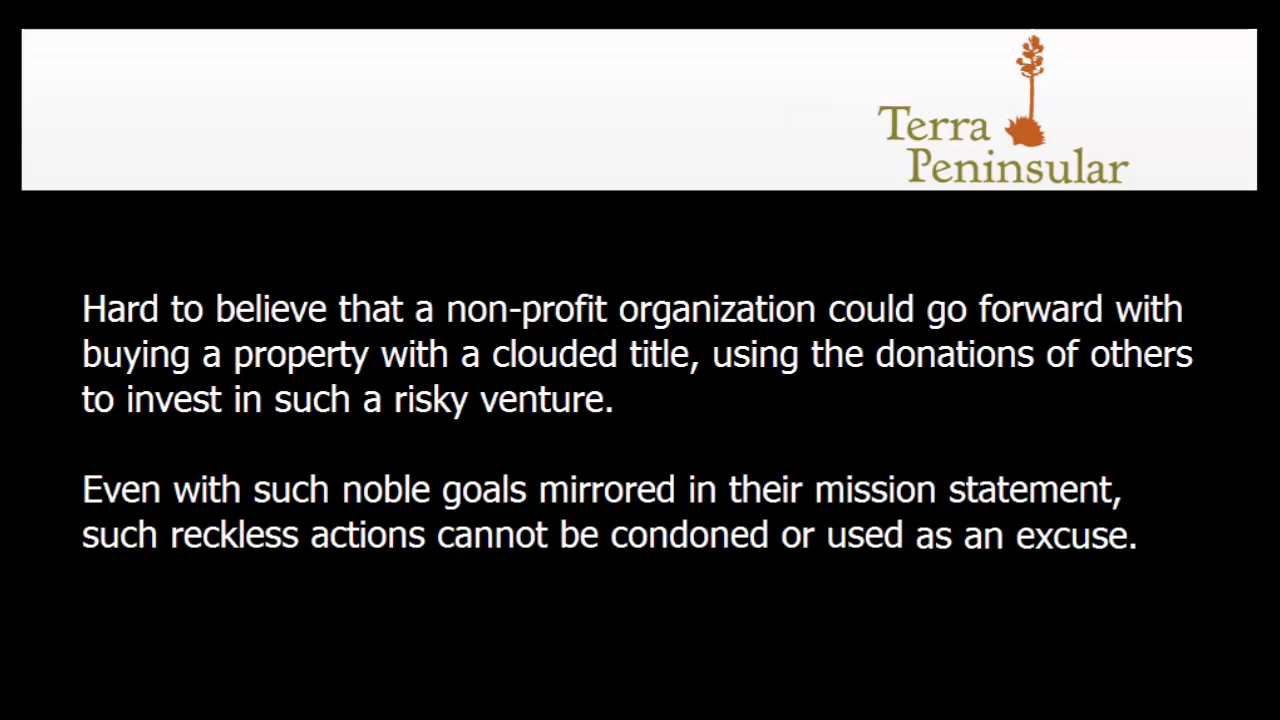 Terra
Peninsular
Hard to believe that a non-profit organization could go forward with
buying a property with a clouded title, using the donations of others
to invest in such a risky venture.
Even with such noble goals mirrored in their mission statement,
such reckless actions cannot be condoned or used as an excuse.